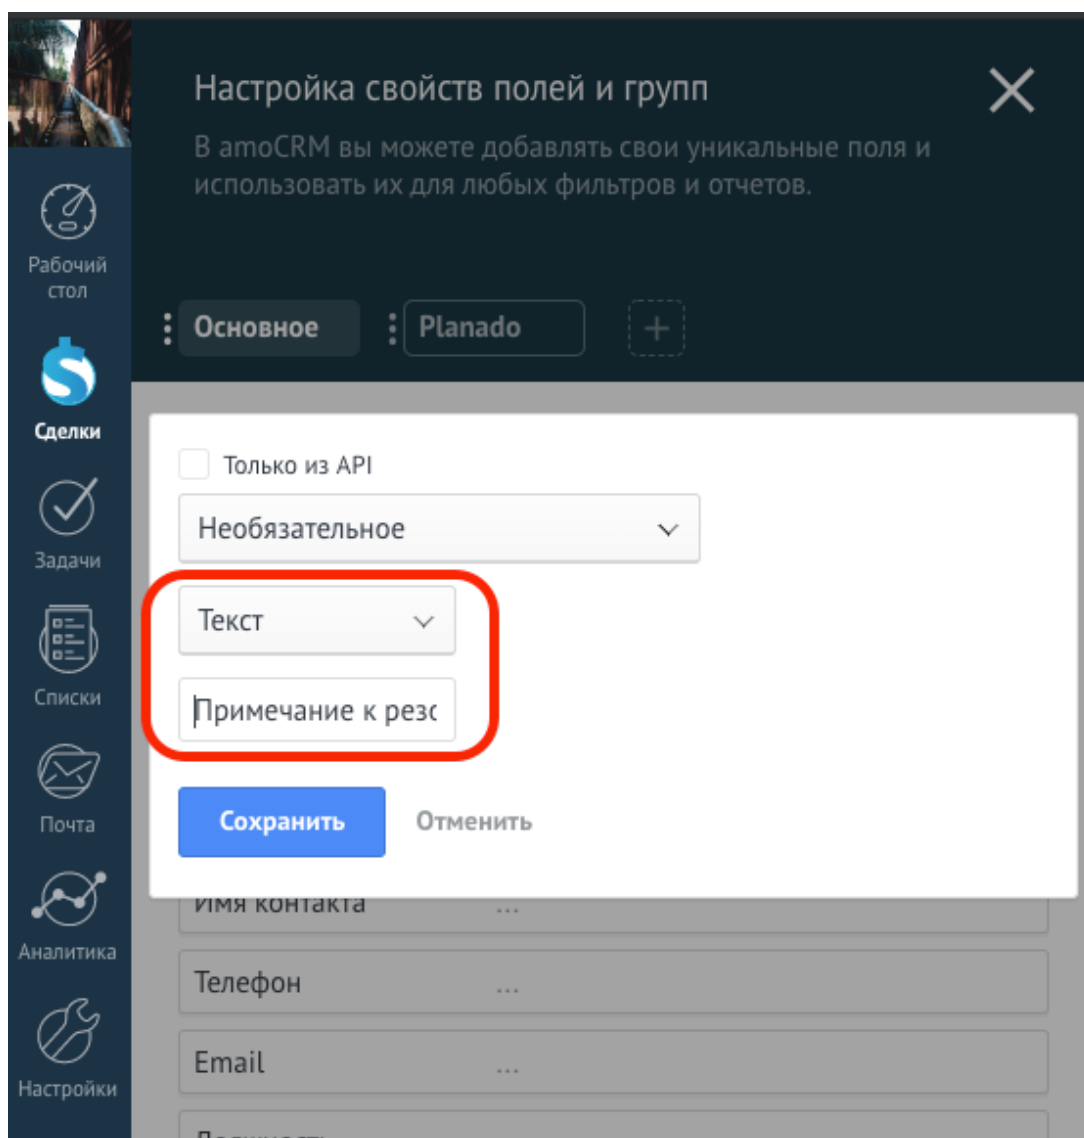 Настройка свойств полей и групп
В amoCRM вы можете добавлять свои уникальные поля и
использовать их для любых фильтров и отчетов.
Рабочий
стол
Основное
Planado
Сделки
Только из API
Необязательное
Задачи
Текст
Списки
Примечание к
Почта
Сохранить
Отменить
Имя контакта ...
Аналитика
Телефон ...
Email ...
Настройки